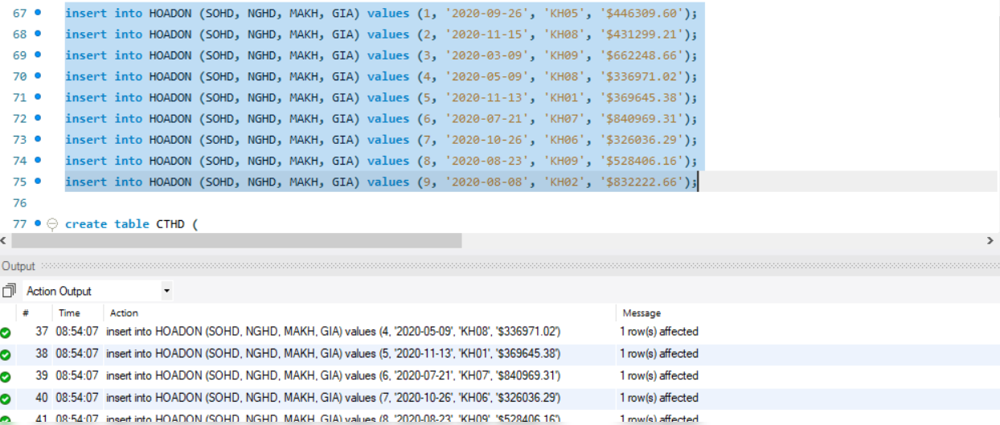 67 insert into HOADON (SOHD, NGHD, MAKH, GIA) values (1, '2020-09-26', 'KH05', '$446309.60');
68 insert into HOADON (SOHD, NGHD, MAKH, GIA) values (2, '2020-11-15', 'KH08', '$431299.21');
69 insert into HOADON (SOHD, NGHD, MAKH, GIA) values (3, '2020-03-09', 'KH09', '$662248.66');
70 insert into HOADON (SOHD, NGHD, MAKH, GIA) values (4, '2020-05-09', 'KH08', '$336971.02');
71 insert into HOADON (SOHD, NGHD, MAKH, GIA) values (5, '2020-11-13', 'KH01', '$369645.38');
72 insert into HOADON (SOHD, NGHD, MAKH, GIA) values (6, '2020-07-21', 'KH07', '$840969.31');
73 insert into HOADON (SOHD, NGHD, MAKH, GIA) values (7, '2020-10-26', 'KH06', '$326036.29');
74 insert into HOADON (SOHD, NGHD, MAKH, GIA) values (8, '2020-08-23', 'KH09', '$528406.16');
75 insert into HOADON (SOHD, NGHD, MAKH, GIA) values (9, '2020-08-08', 'KH02', '$832222.66');
76
77 create table CTHD (
Output
Action Output
# Time Action Message
37 08:54:07 insert into HOADON (SOHD, NGHD, MAKH, GIA) values (4, '2020-05-09', 'KH08', '$336971.02') 1 row(s) affected
38 08:54:07 insert into HOADON (SOHD, NGHD, MAKH, GIA) values (5, '2020-11-13', 'KH01', '$369645.38') 1 row(s) affected
39 08:54:07 insert into HOADON (SOHD, NGHD, MAKH, GIA) values (6, '2020-07-21', 'KH07', '$840969.31') 1 row(s) affected
40 08:54:07 insert into HOADON (SOHD, NGHD, MAKH, GIA) values (7, '2020-10-26', 'KH06', '$326036.29') 1 row(s) affected
41 08:54:07 insert into HOADON (SOHD, NGHD, MAKH, GIA) values (8, '2020-08-23', 'KH09', '$528406.16') 1 row(s) affected